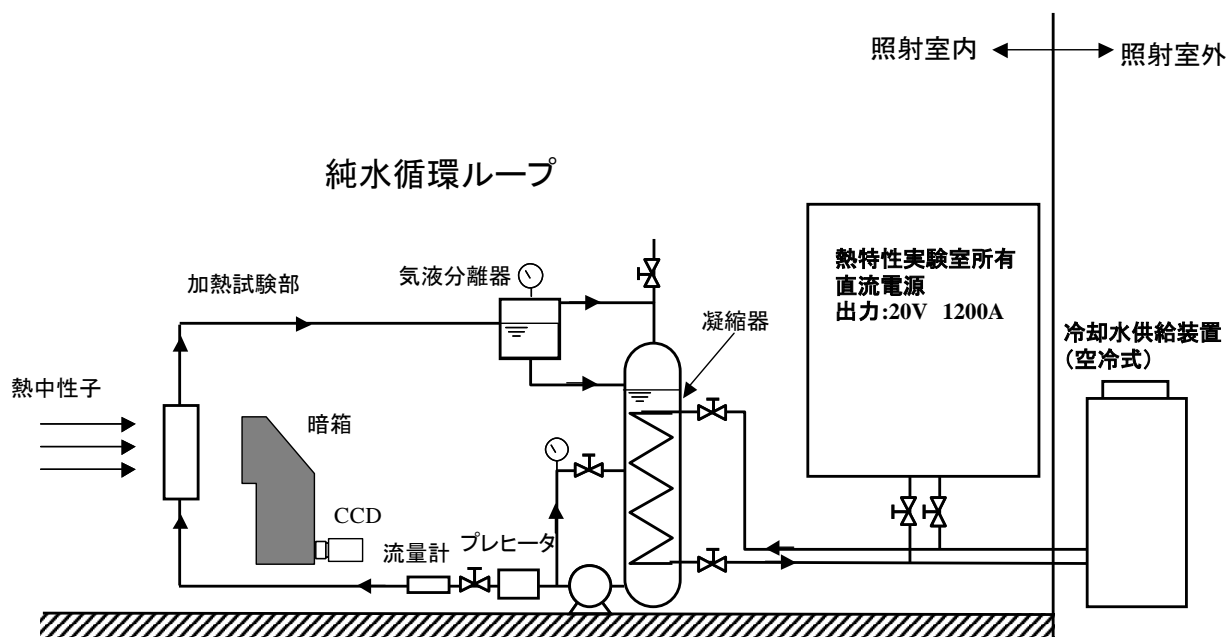 照射室内
照射室外
純水循環ループ
加熱試験部
気液分離器
凝縮器
熱特性実験室所有
直流電源
出力:20V 1200A
冷却水供給装置
(空冷式)
熱中性子
暗箱
CCD
流量計
プレヒータ